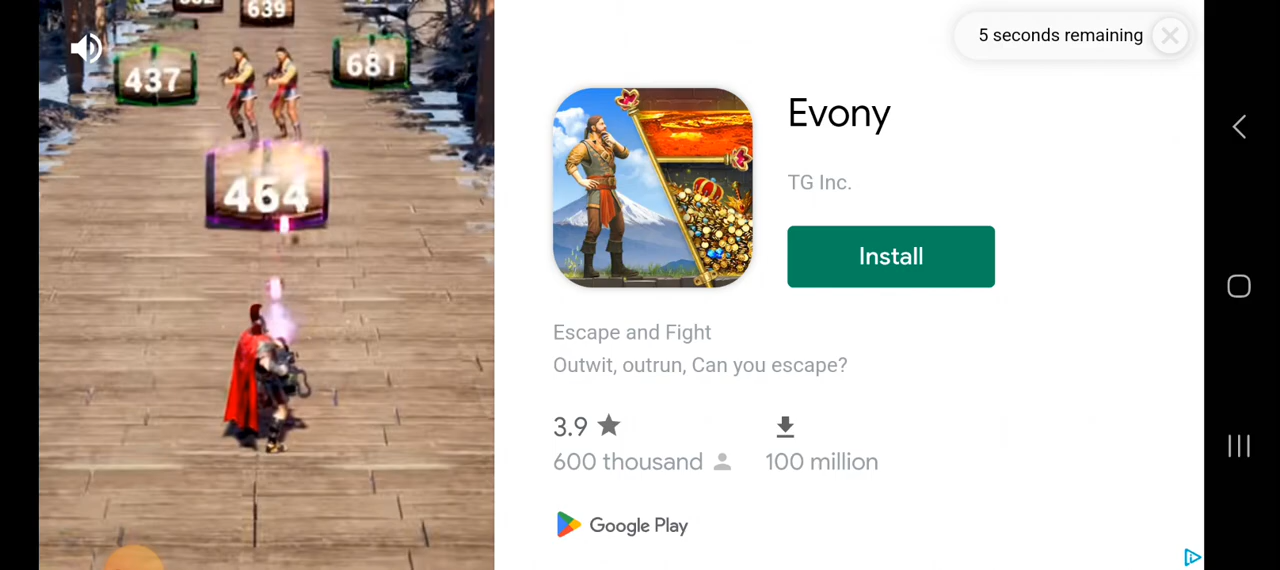 639
437
681
464
5 seconds remaining
Evony
TG Inc.
Install
Escape and Fight
Outwit, outrun, Can you escape?
3.9
600 thousand
100 million
Google Play